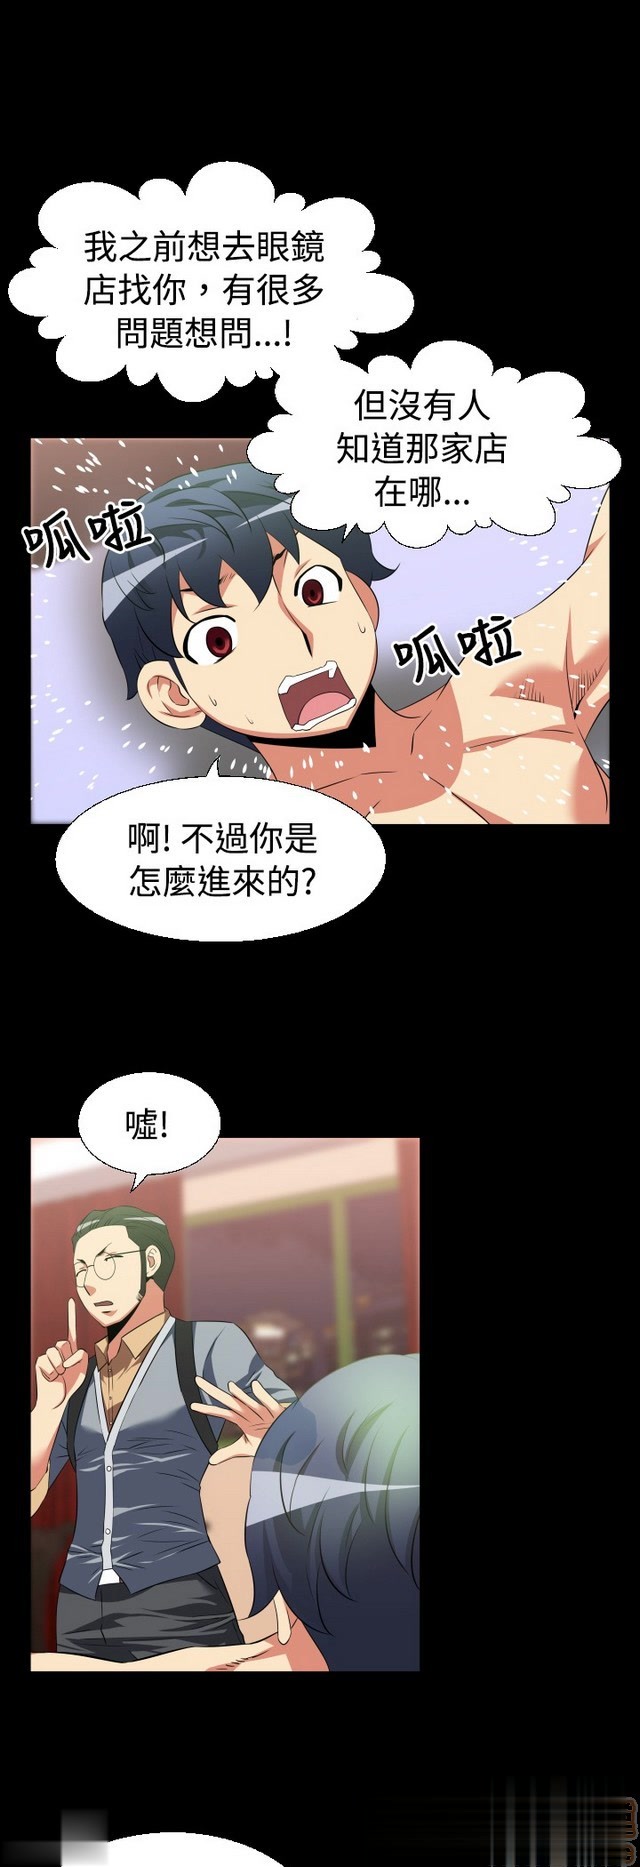 我之前想去眼鏡
店找你，有很多
問題想問...!
但沒有人
知道那家店
在哪...
呱啦
呱啦
啊! 不過你是
怎麼進來的?
噓!